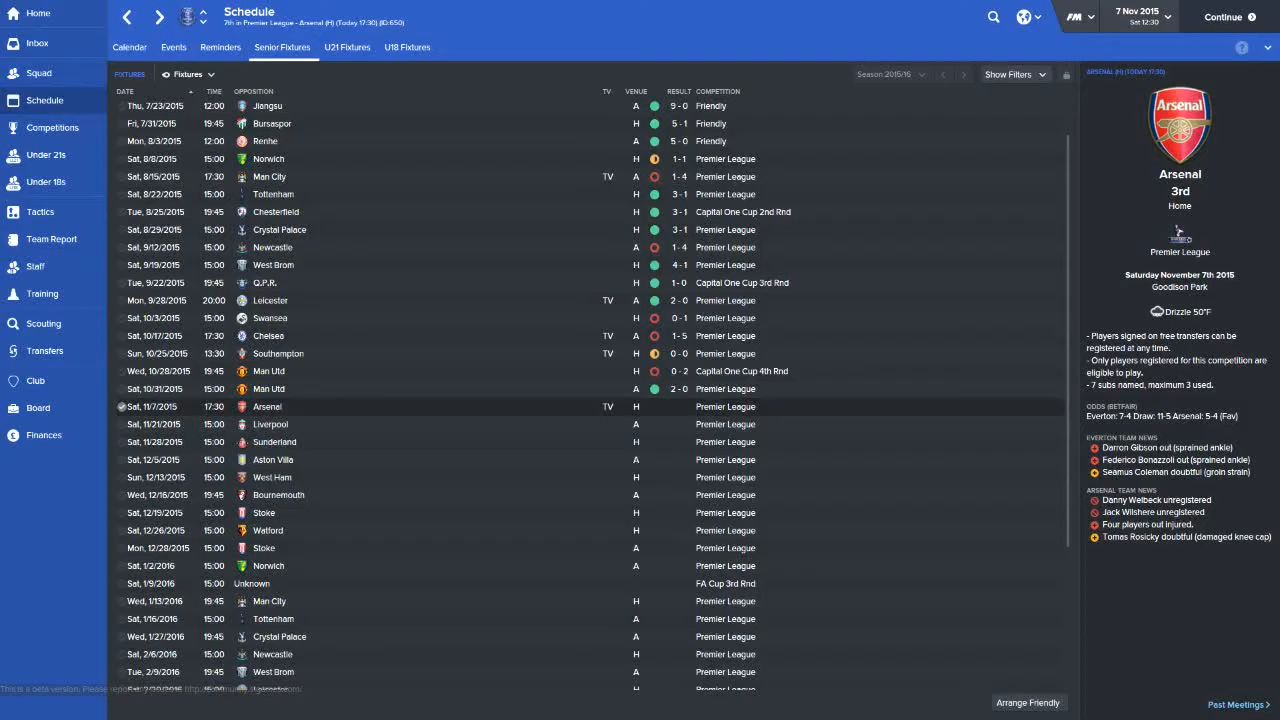 Home
Inbox
Squad
Schedule
Competitions
Under 21s
Under 18s
Tactics
Team Report
Staff
Training
Scouting
Transfers
Club
Board
Finances
Schedule
7th in Premier League - Arsenal (H) (Today 17:30) (ID:650)
FM
7 Nov 2015
Sat 12:30
Continue
Calendar Events Reminders Senior Fixtures U21 Fixtures U18 Fixtures
FIXTURES Fixtures
Season 2015/16
Show Filters
DATE TIME OPPOSITION TV VENUE RESULT COMPETITION
Thu, 7/23/2015 12:00 Jiangsu A 9 - 0 Friendly
Fri, 7/31/2015 19:45 Bursaspor H 5 - 1 Friendly
Mon, 8/3/2015 12:00 Renhe A 5 - 0 Friendly
Sat, 8/8/2015 15:00 Norwich H 1 - 1 Premier League
Sat, 8/15/2015 17:30 Man City TV A 1 - 4 Premier League
Sat, 8/22/2015 15:00 Tottenham H 3 - 1 Premier League
Tue, 8/25/2015 19:45 Chesterfield H 3 - 1 Capital One Cup 2nd Rnd
Sat, 8/29/2015 15:00 Crystal Palace H 3 - 1 Premier League
Sat, 9/12/2015 15:00 Newcastle A 1 - 4 Premier League
Sat, 9/19/2015 15:00 West Brom H 4 - 1 Premier League
Tue, 9/22/2015 19:45 Q.P.R. H 1 - 0 Capital One Cup 3rd Rnd
Mon, 9/28/2015 20:00 Leicester TV A 2 - 0 Premier League
Sat, 10/3/2015 15:00 Swansea H 0 - 1 Premier League
Sat, 10/17/2015 17:30 Chelsea TV A 1 - 5 Premier League
Sun, 10/25/2015 13:30 Southampton TV H 0 - 0 Premier League
Wed, 10/28/2015 19:45 Man Utd H 0 - 2 Capital One Cup 4th Rnd
Sat, 10/31/2015 15:00 Man Utd A 2 - 0 Premier League
Sat, 11/7/2015 17:30 Arsenal TV H Premier League
Sat, 11/21/2015 15:00 Liverpool A Premier League
Sat, 11/28/2015 15:00 Sunderland H Premier League
Sat, 12/5/2015 15:00 Aston Villa A Premier League
Sun, 12/13/2015 15:00 West Ham H Premier League
Wed, 12/16/2015 19:45 Bournemouth A Premier League
Sat, 12/19/2015 15:00 Stoke H Premier League
Sat, 12/26/2015 15:00 Watford H Premier League
Mon, 12/28/2015 15:00 Stoke A Premier League
Sat, 1/2/2016 15:00 Norwich A Premier League
Sat, 1/9/2016 15:00 Unknown FA Cup 3rd Rnd
Wed, 1/13/2016 19:45 Man City H Premier League
Sat, 1/16/2016 15:00 Tottenham A Premier League
Wed, 1/27/2016 19:45 Crystal Palace A Premier League
Sat, 2/6/2016 15:00 Newcastle H Premier League
Tue, 2/9/2016 19:45 West Brom A Premier League
This is a beta version. Please
Arrange Friendly
ARSENAL (H) (TODAY 17:30)
Arsenal
Arsenal
3rd
Home
Premier League
Saturday November 7th 2015
Goodison Park
Drizzle 50°F
- Players signed on free transfers can
be registered at any time.
- Only players registered for this competition are
eligible to play.
- 7 subs named, maximum 3 used.
ODDS (BETFAIR)
Everton: 7-4 Draw: 11-5 Arsenal: 5-4 (Fav)
EVERTON TEAM NEWS
Darron Gibson out (sprained ankle)
Federico Bonazzoli out (sprained ankle)
Seamus Coleman doubtful (groin strain)
ARSENAL TEAM NEWS
Danny Welbeck unregistered
Jack Wilshere unregistered
Four players out injured.
Tomas Rosicky doubtful (damaged knee cap)
Past Meetings